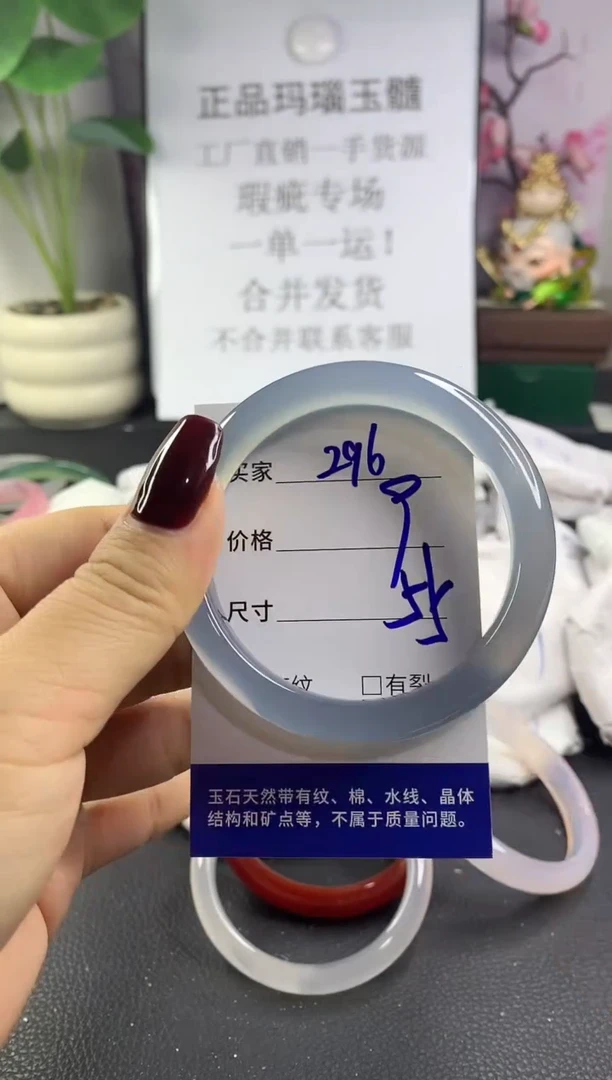 正品玛瑙玉髓
工厂直销一手货源
瑕疵专场
一单一运！
合并发货
不合并联系客服
买家 296
价格
尺寸 55
纹 □有裂
玉石天然带有纹、棉、水线、晶体
结构和矿点等，不属于质量问题。